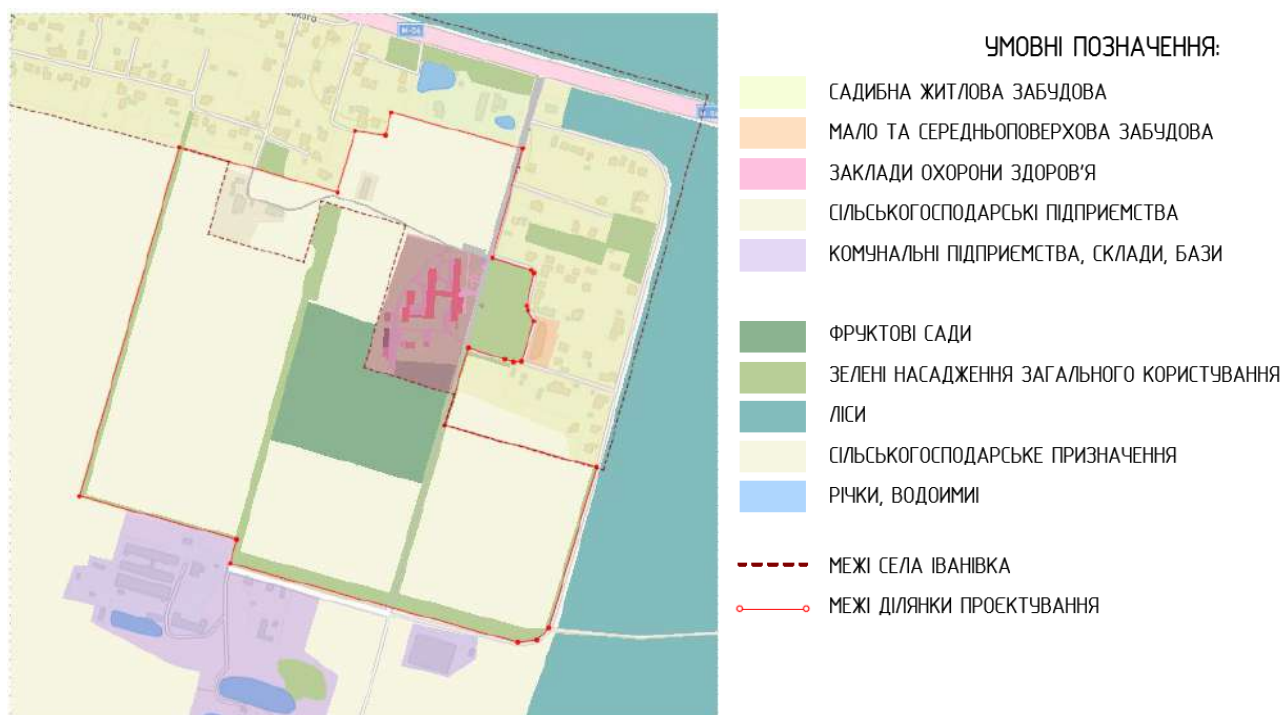 М-06
УМОВНІ ПОЗНАЧЕННЯ:
САДИБНА ЖИТЛОВА ЗАБУДОВА
МАЛО ТА СЕРЕДНЬОПОВЕРХОВА ЗАБУДОВА
ЗАКЛАДИ ОХОРОНИ ЗДОРОВ'Я
СІЛЬСЬКОГОСПОДАРСЬКІ ПІДПРИЄМСТВА
КОМУНАЛЬНІ ПІДПРИЄМСТВА, СКЛАДИ, БАЗИ
ФРУКТОВІ САДИ
ЗЕЛЕНІ НАСАДЖЕННЯ ЗАГАЛЬНОГО КОРИСТУВАННЯ
ЛІСИ
СІЛЬСЬКОГОСПОДАРСЬКЕ ПРИЗНАЧЕННЯ
РІЧКИ, ВОДОИМИІ
МЕЖІ СЕЛА ІВАНІВКА
МЕЖІ ДІЛЯНКИ ПРОЄКТУВАННЯ